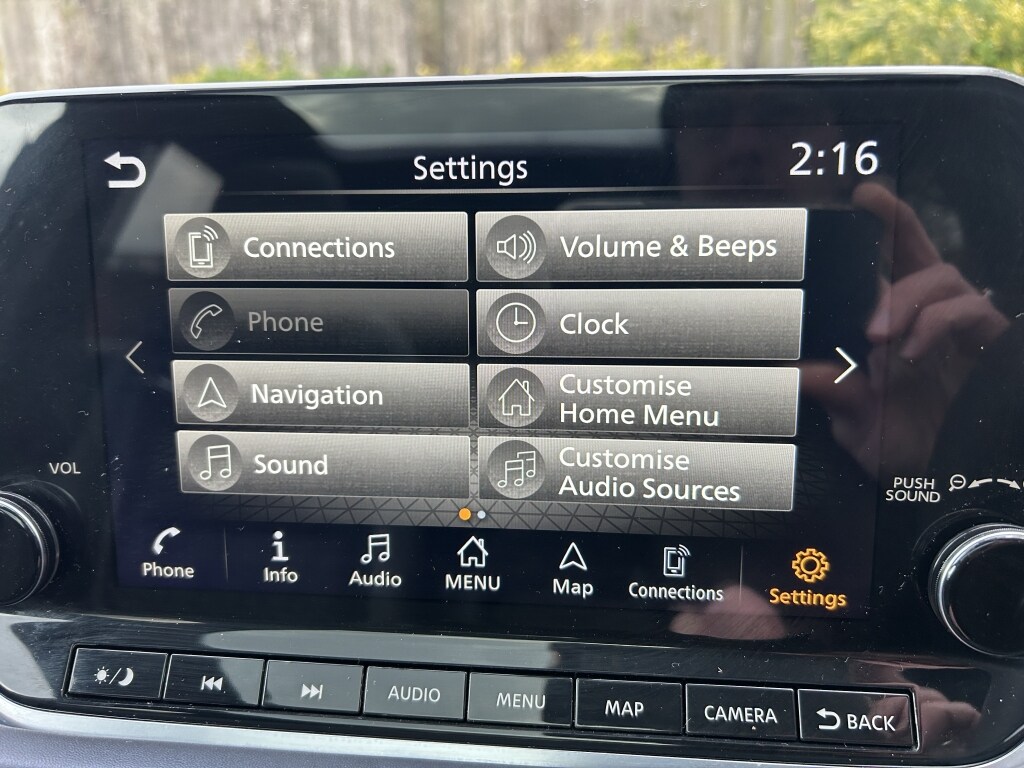 Settings
2:16
Connections
Volume & Beeps
Phone
Clock
Navigation
Customise
Home Menu
Sound
Customise
Audio Sources
VOL
PUSH
SOUND
Phone
Info
Audio
MENU
Map
Connections
Settings
AUDIO
MENU
MAP
CAMERA
BACK